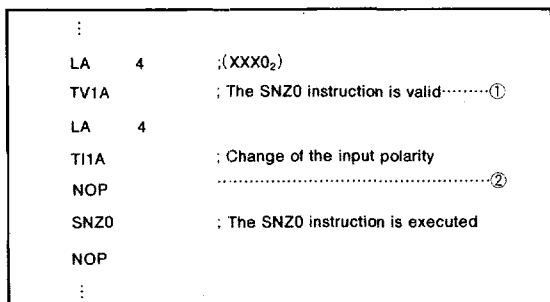 ⋮
LA 4 ;(XXX0₂)
TV1A ; The SNZ0 instruction is valid·········①
LA 4
TI1A ; Change of the input polarity
NOP ·······················································②
SNZ0 ; The SNZ0 instruction is executed
NOP
⋮